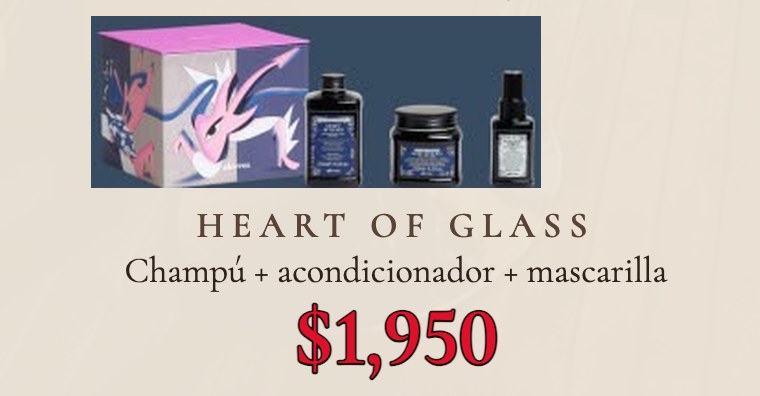 HEART OF GLASS
Champú + acondicionador + mascarilla
$1,950